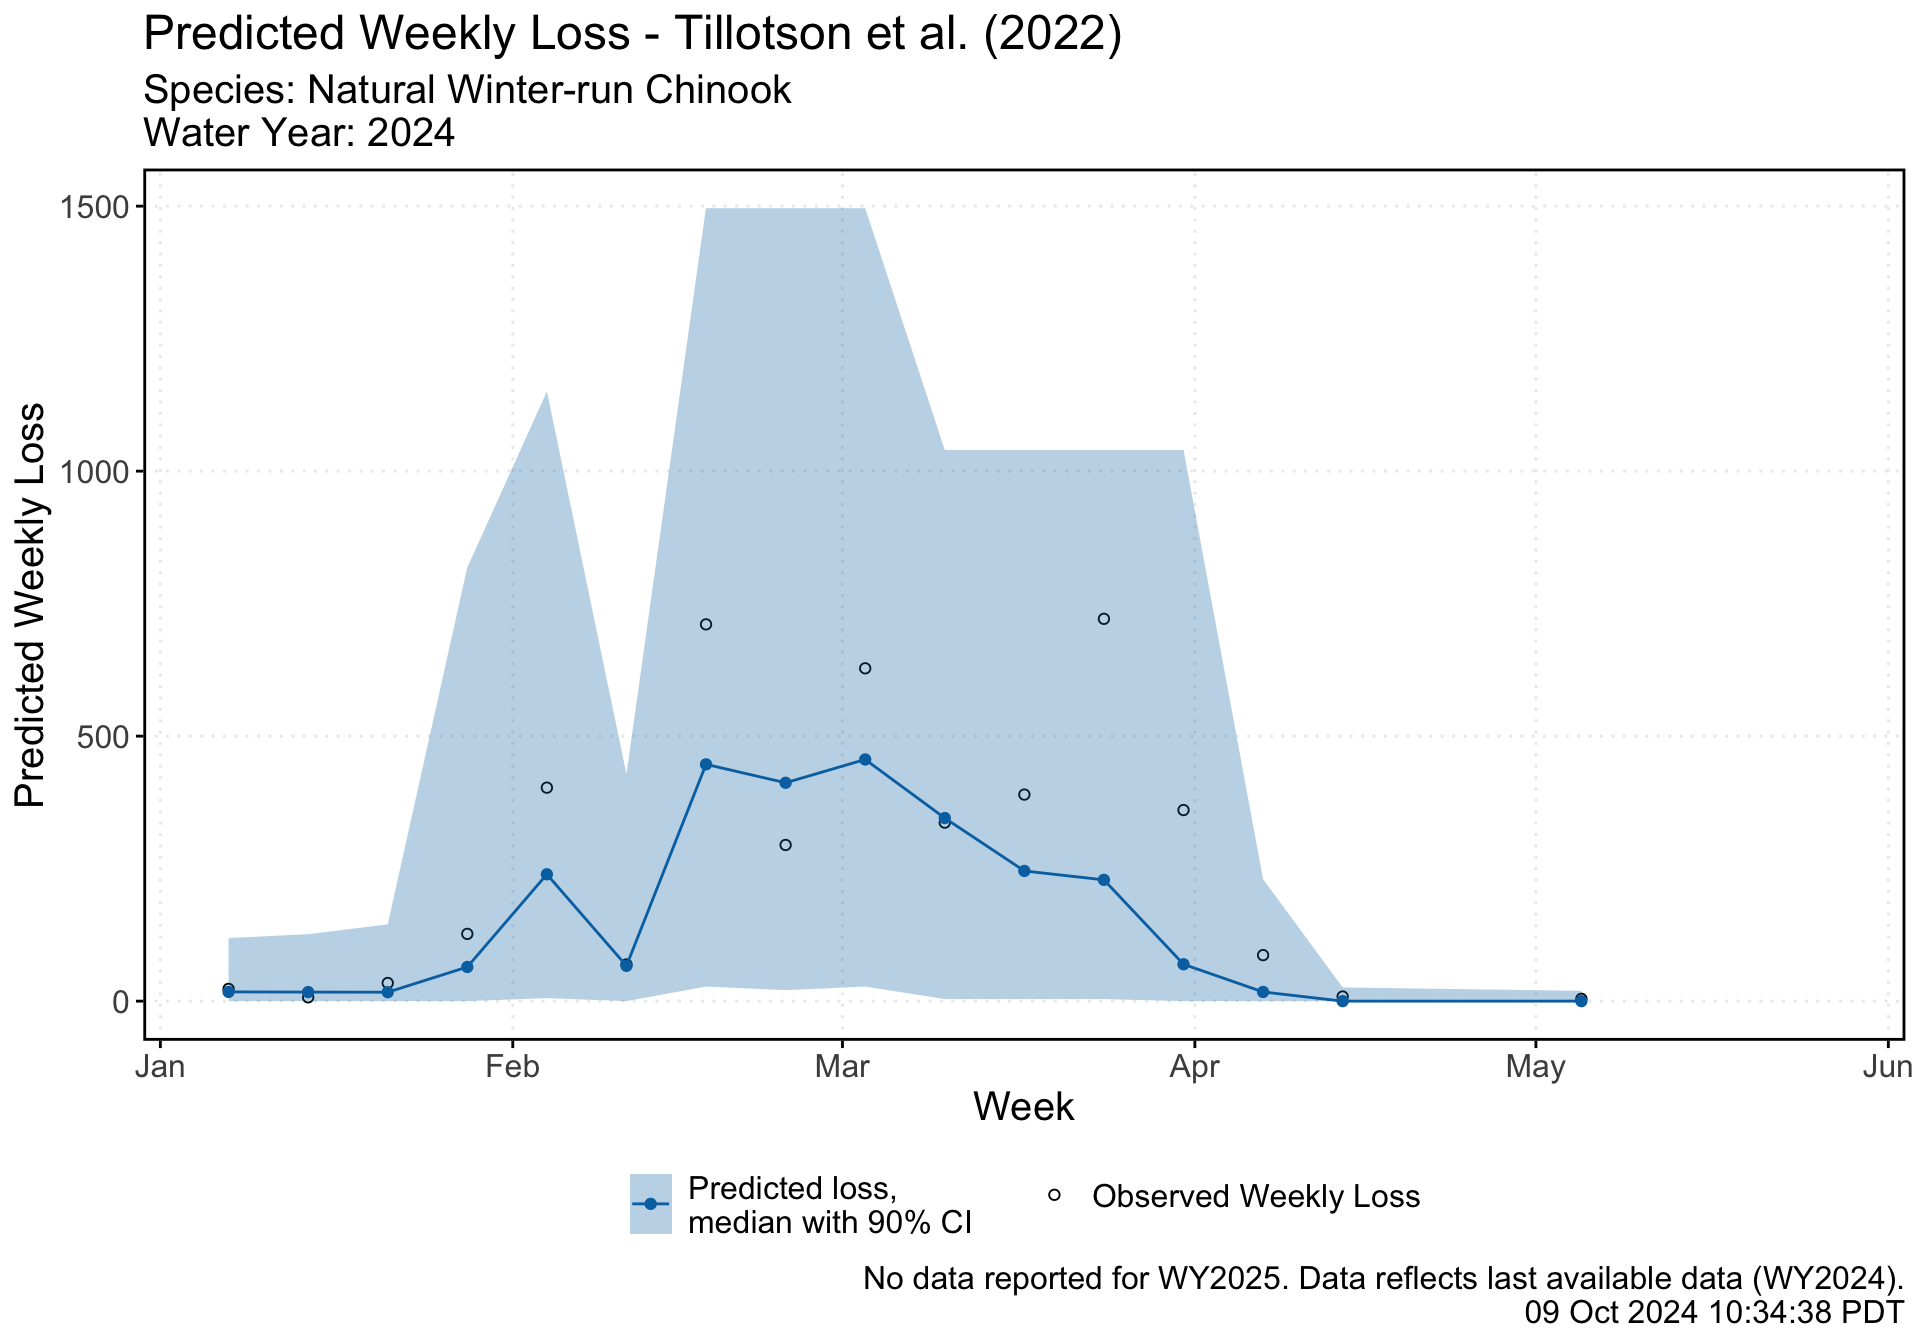 Predicted Weekly Loss - Tillotson et al. (2022)
Species: Natural Winter-run Chinook
Water Year: 2024
Predicted Weekly Loss
1500
1000
500
0
Jan
Feb
Mar
Apr
May
Jun
Week
Predicted loss,
median with 90% CI
Observed Weekly Loss
No data reported for WY2025. Data reflects last available data (WY2024).
09 Oct 2024 10:34:38 PDT